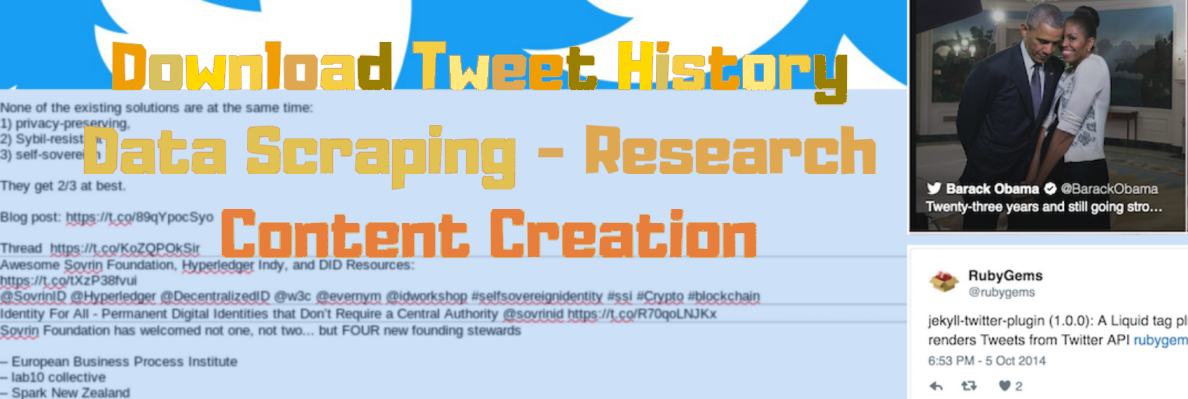 Download Tweet History
Data Scraping - Research
Content Creation
None of the existing solutions are at the same time:
1) privacy-preserving,
2) Sybil-resist
3) self-soverei
They get 2/3 at best.
Blog post: https://t.co/89qYpocSyo
Thread https://t.co/KoZQPOkSir
Awesome Sovrin Foundation, Hyperledger Indy, and DID Resources:
https://t.co/tXzP38fvui
@SovrinID @Hyperledger @DecentralizedID @w3c @evernym @idworkshop #selfsovereignidentity #ssi #Crypto #blockchain
Identity For All - Permanent Digital Identities that Don't Require a Central Authority @sovrinid https://t.co/R70qoLNJKx
Sovrin Foundation has welcomed not one, not two... but FOUR new founding stewards
– European Business Process Institute
– lab10 collective
– Spark New Zealand
Barack Obama @BarackObama
Twenty-three years and still going stro...
RubyGems
@rubygems
jekyll-twitter-plugin (1.0.0): A Liquid tag pl
renders Tweets from Twitter API rubygem
6:53 PM - 5 Oct 2014
2